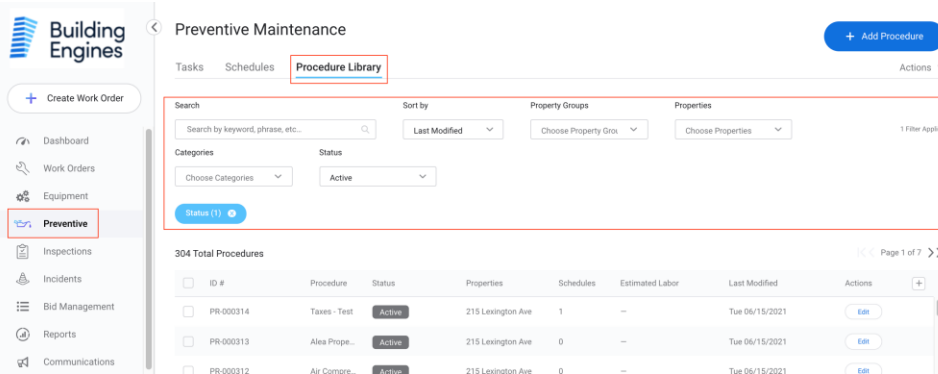 Building
Engines
Preventive Maintenance
+ Add Procedure
Tasks Schedules Procedure Library Actions
+ Create Work Order
Search Sort by Property Groups Properties
Search by keyword, phrase, etc... Last Modified Choose Property Grou Choose Properties 1 Filter Appli
Categories Status
Choose Categories Active
Status (1)
Dashboard
Work Orders
Equipment
Preventive
Inspections
Incidents
Bid Management
Reports
Communications
304 Total Procedures Page 1 of 7
ID # Procedure Status Properties Schedules Estimated Labor Last Modified Actions +
PR-000314 Taxes - Test Active 215 Lexington Ave 1 — Tue 06/15/2021 Edit
PR-000313 Alea Prope... Active 215 Lexington Ave 0 — Tue 06/15/2021 Edit
PR-000312 Air Compre... Active 215 Lexington Ave 0 — Tue 06/15/2021 Edit